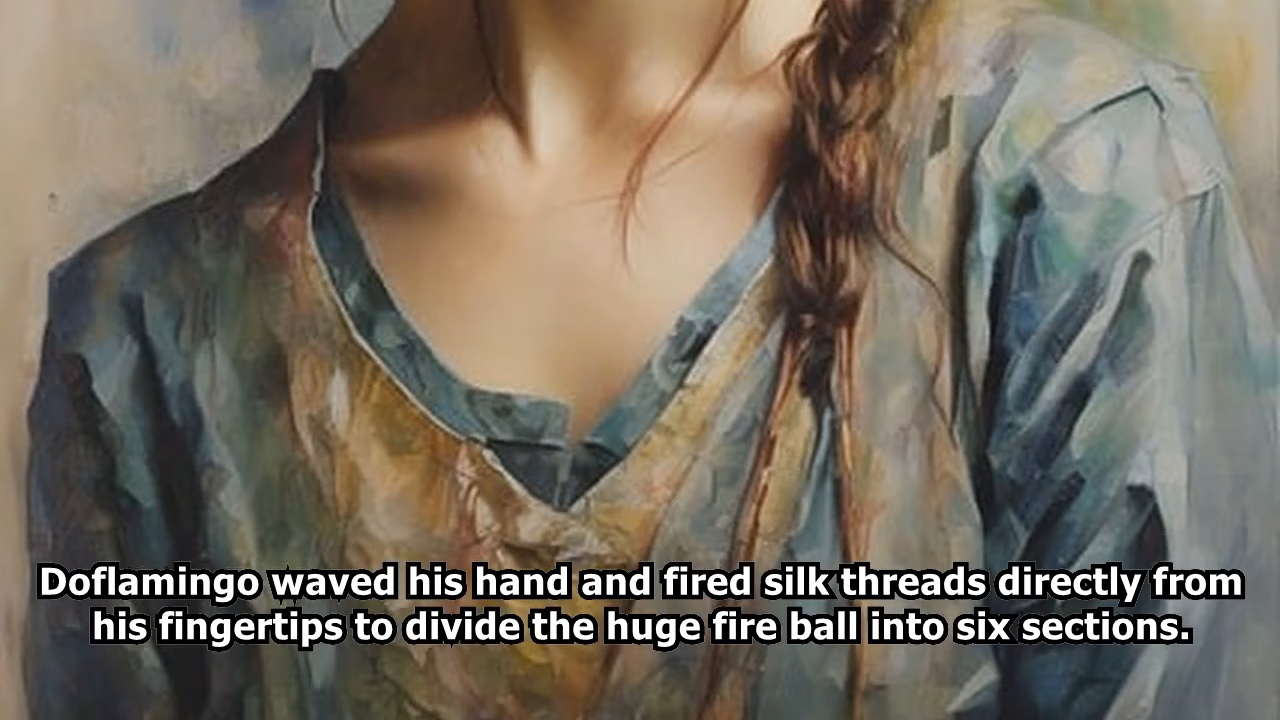 Doflamingo waved his hand and fired silk threads directly from
his fingertips to divide the huge fire ball into six sections.